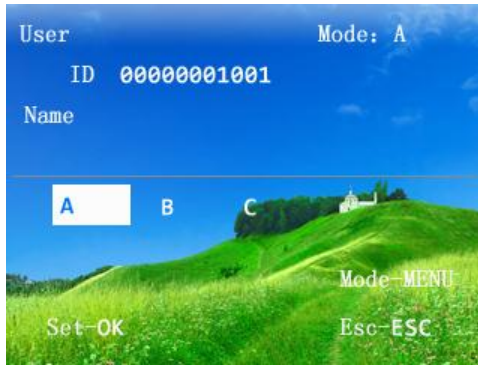 User Mode: A
ID 00000001001
Name
A B C
Mode-MENU
Set-OK Esc-ESC